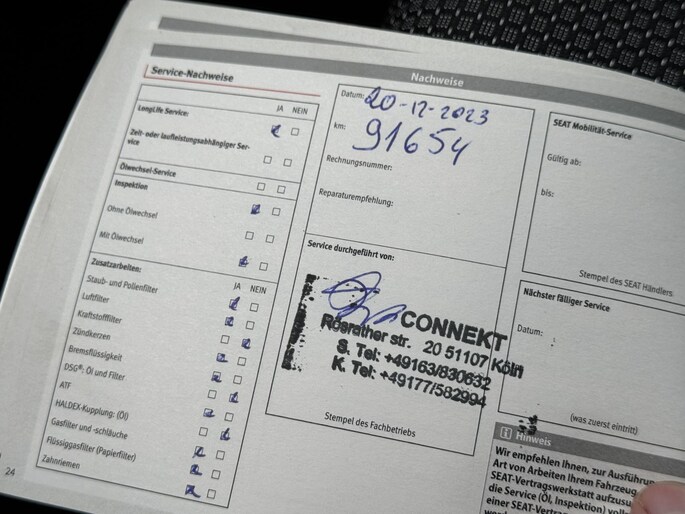 Nachweise
Service-Nachweise
JA NEIN
LongLife Service:
Zeit- oder laufleistungsabhängiger Ser-
vice
Ölwechsel-Service
Inspektion
Ohne Ölwechsel
Mit Ölwechsel
Zusatzarbeiten:
JA NEIN
Staub- und Pollenfilter
Luftfilter
Kraftstofffilter
Zündkerzen
Bremsflüssigkeit
DSG®: Öl und Filter
ATF
HALDEX-Kupplung: (Öl)
Gasfilter und -schläuche
Flüssiggasfilter (Papierfilter)
Zahnriemen
24
Datum: 20-12-2023
km: 91654
Rechnungsnummer:
Reparaturempfehlung:
Service durchgeführt von:
CONNEKT
Rösrather str. 20 51107 Köln
S. Tel: +49163/830632
K. Tel: +49177/582994
Stempel des Fachbetriebs
SEAT Mobilität-Service
Gültig ab:
bis:
Stempel des SEAT Händlers
Nächster fälliger Service
Datum:
(was zuerst eintritt)
Hinweis
Wir empfehlen Ihnen, zur Ausführun
Art von Arbeiten Ihrem Fahrzeug
SEAT-Vertragswerkstatt aufzusu
die Service (Öl, Inspektion) voll
einer SEAT-Vertra